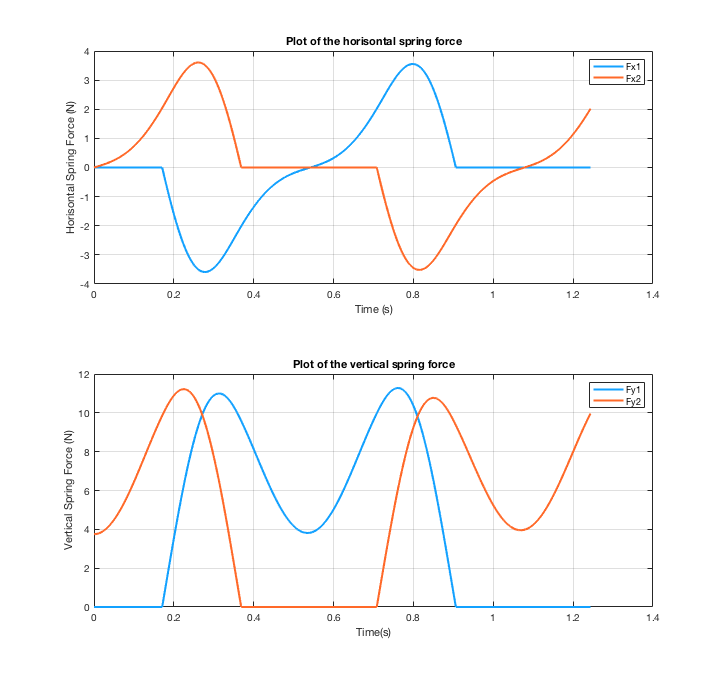 Plot of the horisontal spring force
Horisontal Spring Force (N)
4
3
2
1
0
-1
-2
-3
-4
Fx1
Fx2
0 0.2 0.4 0.6 0.8 1 1.2 1.4
Time (s)
Plot of the vertical spring force
Vertical Spring Force (N)
12
10
8
6
4
2
0
Fy1
Fy2
0 0.2 0.4 0.6 0.8 1 1.2 1.4
Time(s)